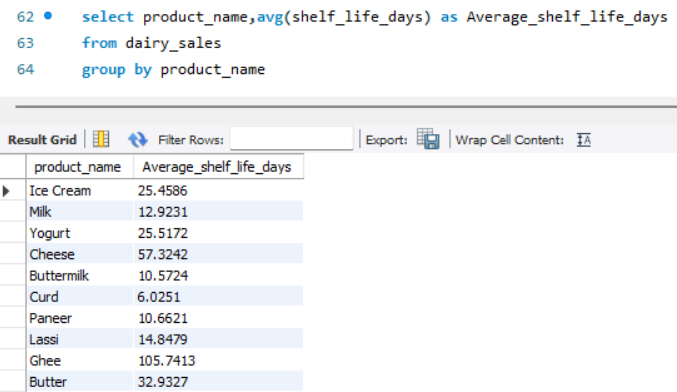 62 select product_name,avg(shelf_life_days) as Average_shelf_life_days
63 from dairy_sales
64 group by product_name
Result Grid Filter Rows: Export: Wrap Cell Content: IA
product_name Average_shelf_life_days
Ice Cream 25.4586
Milk 12.9231
Yogurt 25.5172
Cheese 57.3242
Buttermilk 10.5724
Curd 6.0251
Paneer 10.6621
Lassi 14.8479
Ghee 105.7413
Butter 32.9327